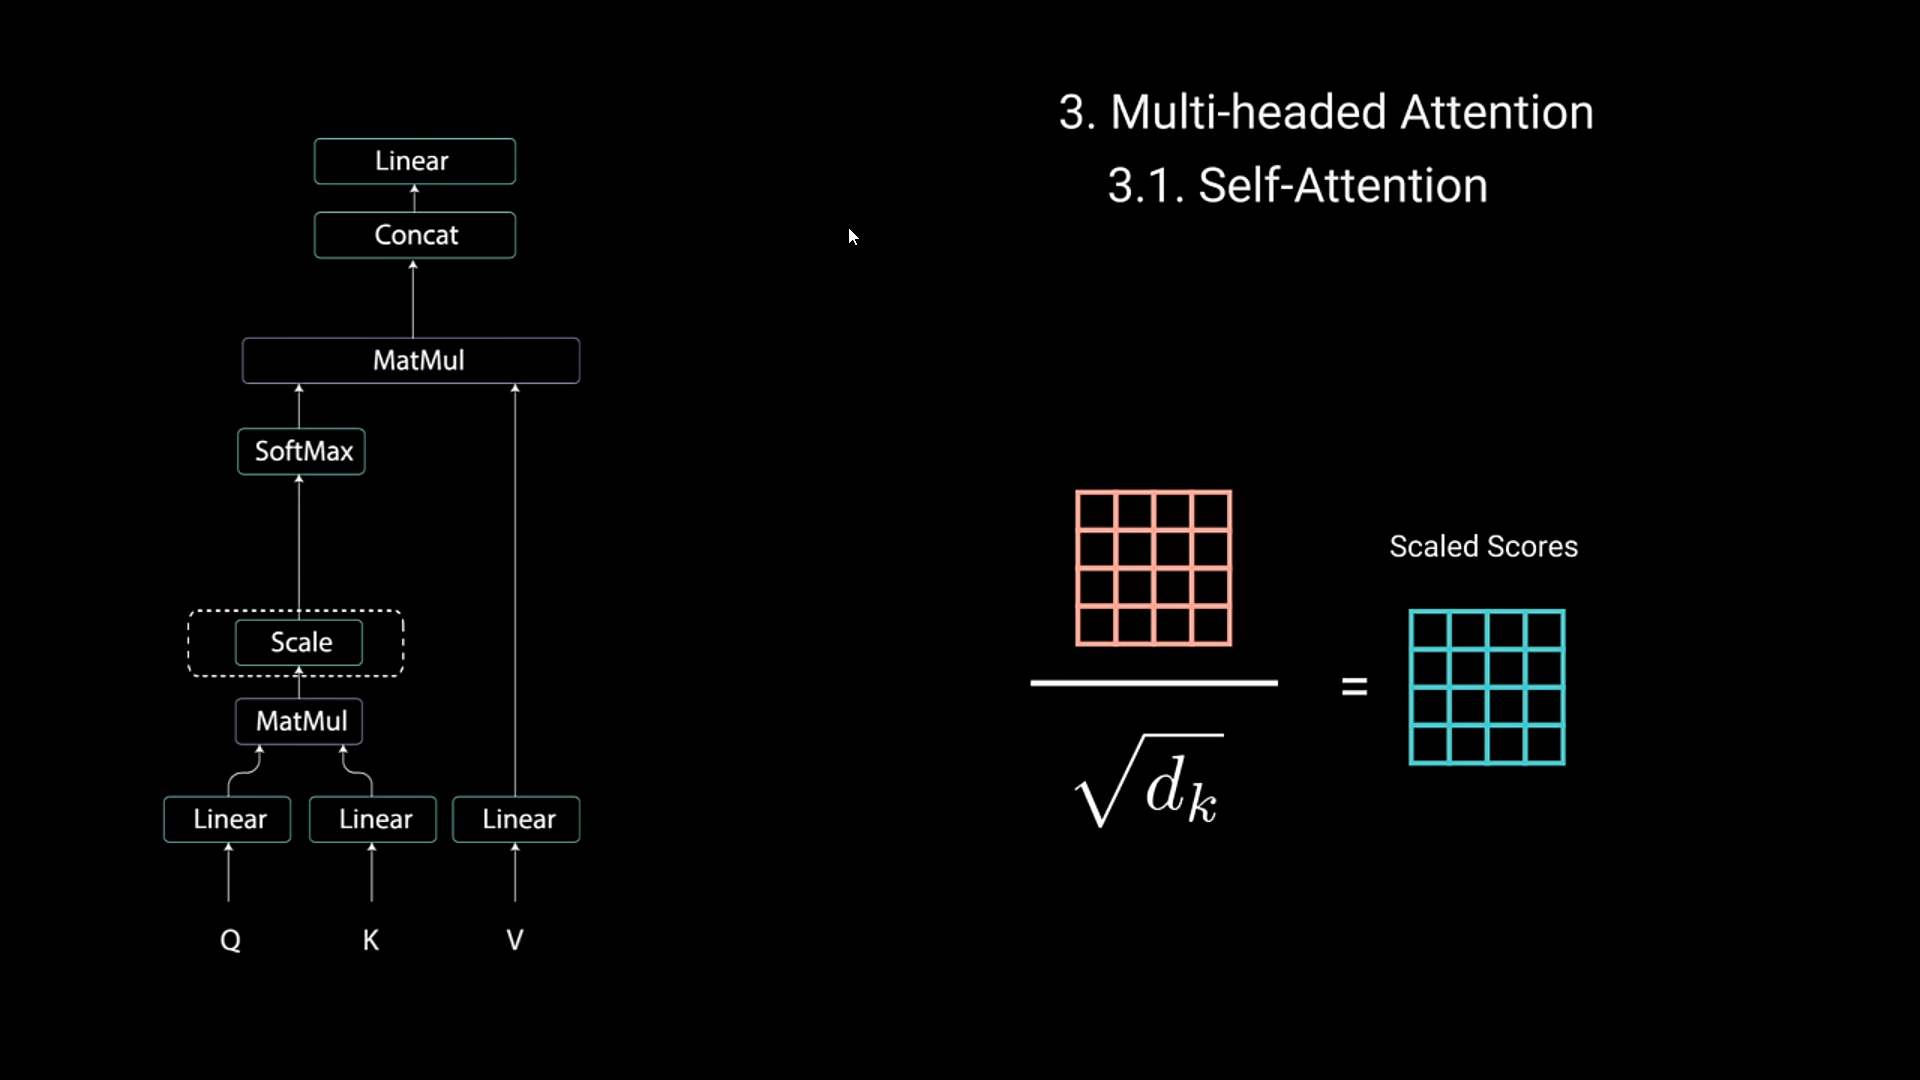 3. Multi-headed Attention
3.1. Self-Attention
Linear
Concat
MatMul
SoftMax
Scale
MatMul
Linear Linear Linear
Q K V
Scaled Scores
=
√d_k